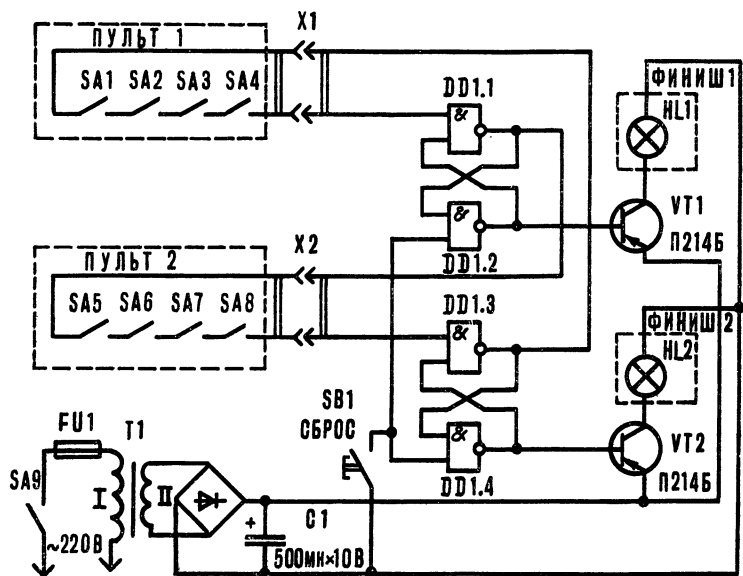 X1
ПУЛЬТ 1
SA1 SA2 SA3 SA4
DD1.1
&
ФИНИШ 1
HL1
VT1
П214Б
&
DD1.2
X2
ПУЛЬТ 2
SA5 SA6 SA7 SA8
DD1.3
&
ФИНИШ 2
HL2
SB1
СБРОС
&
DD1.4
VT2
П214Б
FU1
T1
SA9
I
II
~220В
+
C1
500мк×10В